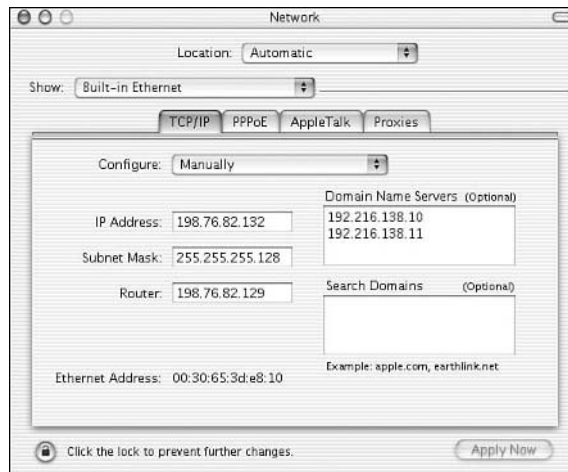 Network
Location: Automatic
Show: Built-in Ethernet
TCP/IP PPPoE AppleTalk Proxies
Configure: Manually
Domain Name Servers (Optional)
192.216.138.10
192.216.138.11
IP Address: 198.76.82.132
Subnet Mask: 255.255.255.128
Router: 198.76.82.129
Search Domains (Optional)
Example: apple.com, earthlink.net
Ethernet Address: 00:30:65:3d:e8:10
Click the lock to prevent further changes.
Apply Now